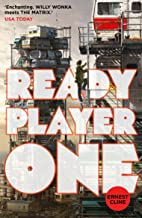 'Enchanting. WILLY WONKA
meets THE MATRIX.'
USA TODAY
READY
PLAYER
ONE
ERNEST
CLINE